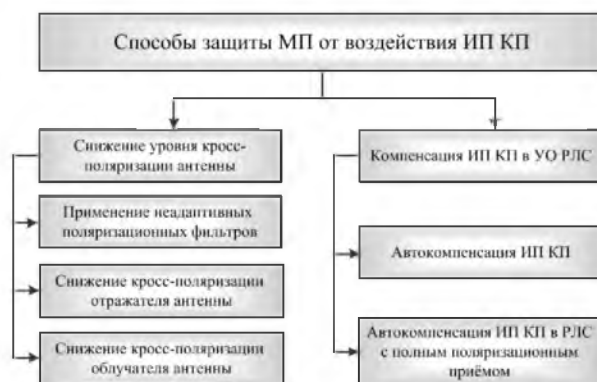 Способы защиты МП от воздействия ИП КП
Снижение уровня кросс-
поляризации антенны
Применение неадаптивных
поляризационных фильтров
Снижение кросс-поляризации
отражателя антенны
Снижение кросс-поляризации
облучателя антенны
Компенсация ИП КП в УО РЛС
Автокомпенсация ИП КП
Автокомпенсация ИП КП в РЛС
с полным поляризационным
приёмом